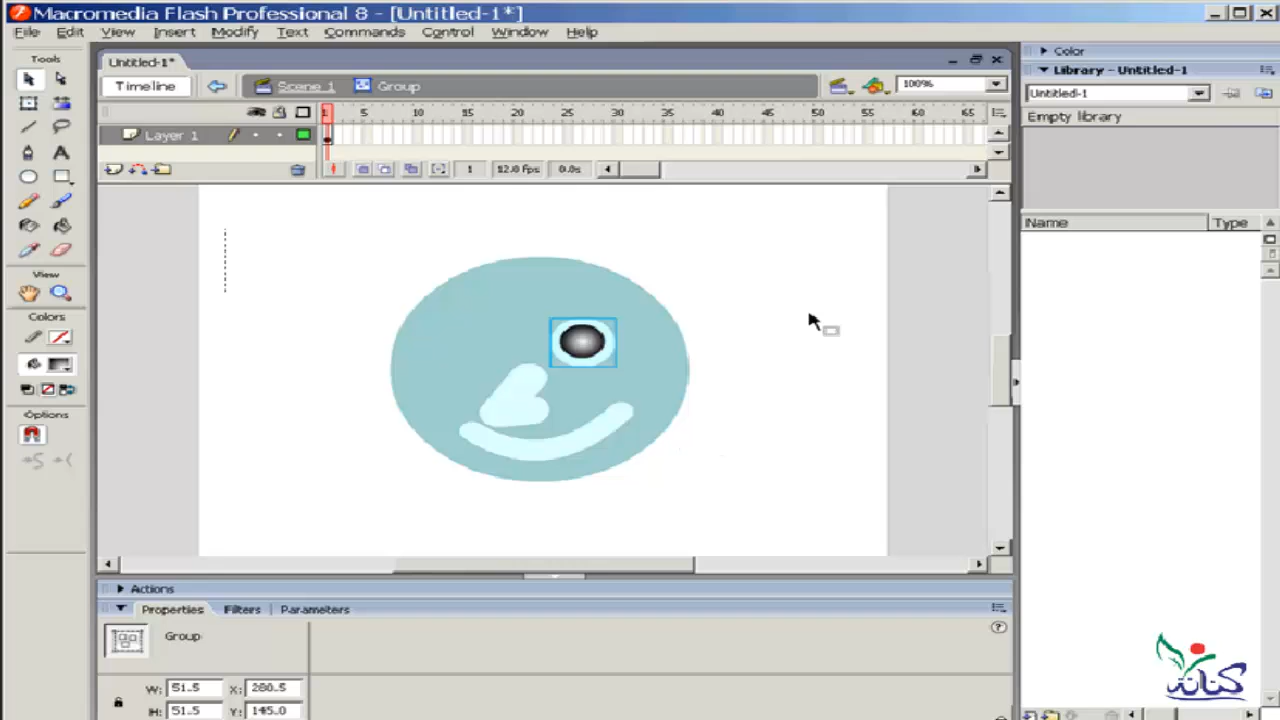 Macromedia Flash Professional 8 - [Untitled-1*]
File Edit View Insert Modify Text Commands Control Window Help
Tools
Untitled-1*
Timeline
Scene 1
Group
100%
1 5 10 15 20 25 30 35 40 45 50 55 60 65
Layer 1
1 12.0 fps 0.0s
View
Colors
Options
Color
Library - Untitled-1
Untitled-1
Empty library
Name Type
Actions
Properties Filters Parameters
Group
W: 51.5 X: 280.5
H: 51.5 Y: 145.0